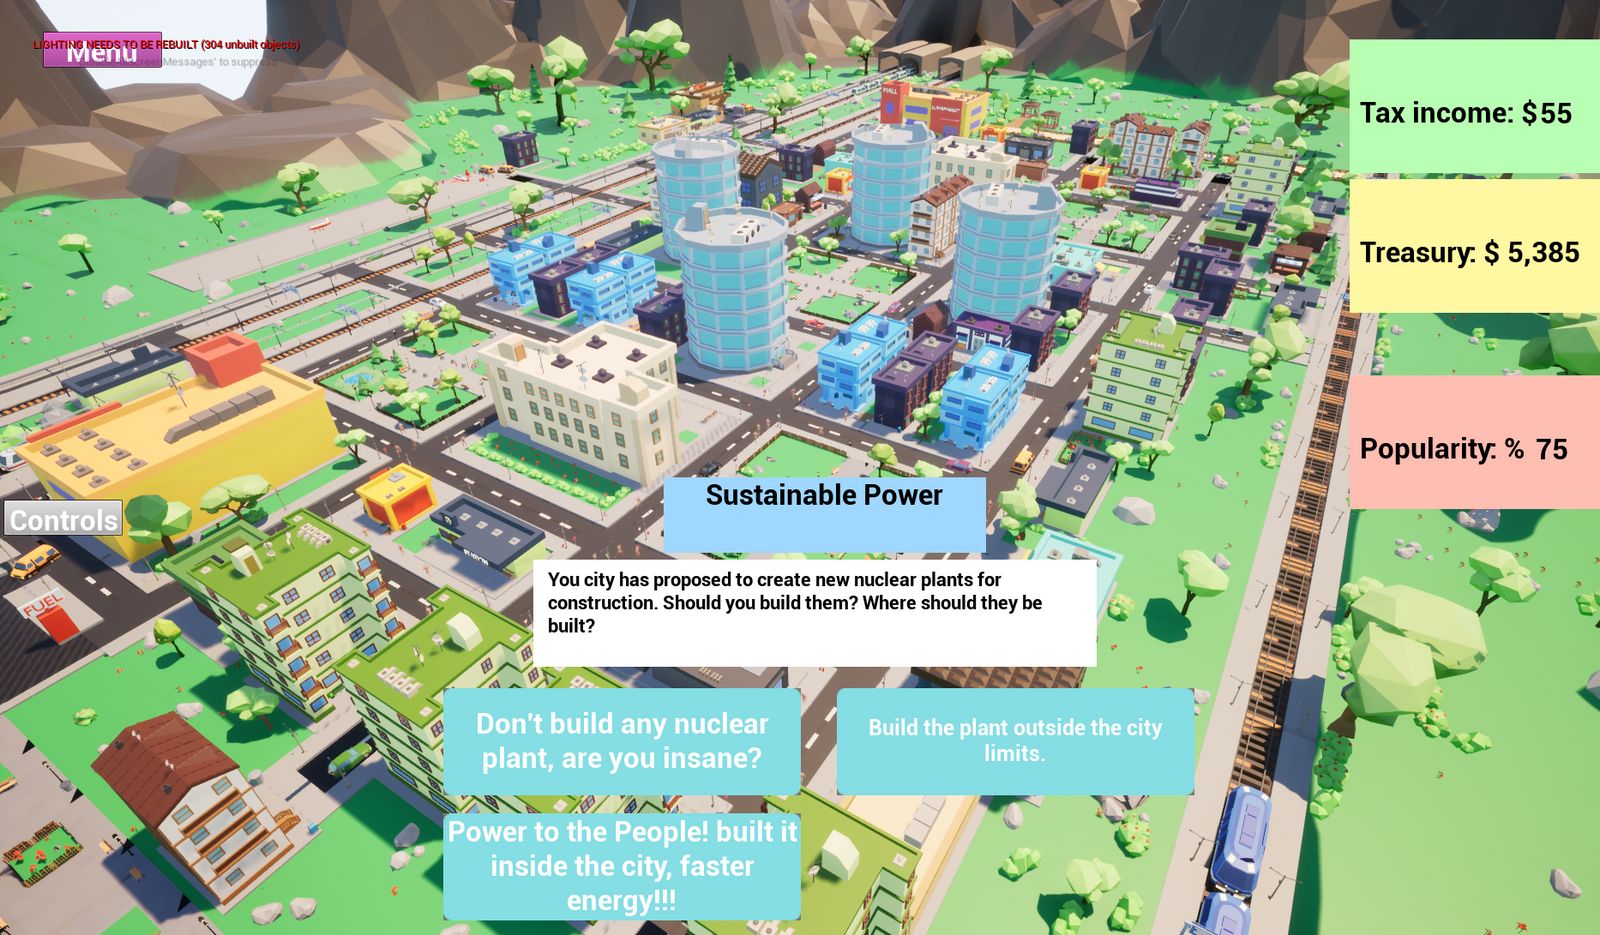 LIGHTING NEEDS TO BE REBUILT (304 unbuilt objects)
Menu
Messages' to suppress
MALL
Tax income: $55
Treasury: $ 5,385
Popularity: % 75
Controls
FUEL
Sustainable Power
You city has proposed to create new nuclear plants for
construction. Should you build them? Where should they be
built?
Don't build any nuclear
plant, are you insane?
Build the plant outside the city
limits.
Power to the People! built it
inside the city, faster
energy!!!